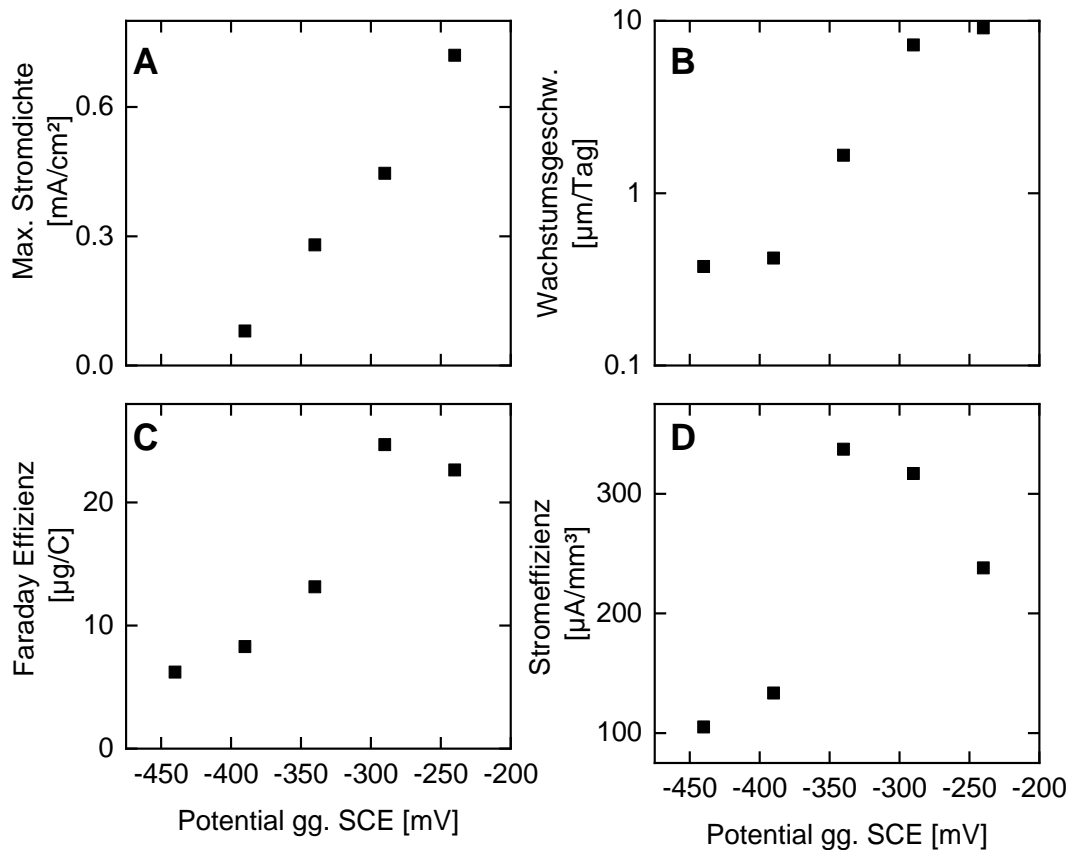 A
Max. Stromdichte
[mA/cm²]
0.6
0.3
0.0
B
Wachstumsgeschw.
[µm/Tag]
10
1
0.1
C
Faraday Effizienz
[µg/C]
20
10
0
-450 -400 -350 -300 -250 -200
Potential gg. SCE [mV]
D
Stromeffizienz
[µA/mm³]
300
200
100
-450 -400 -350 -300 -250 -200
Potential gg. SCE [mV]